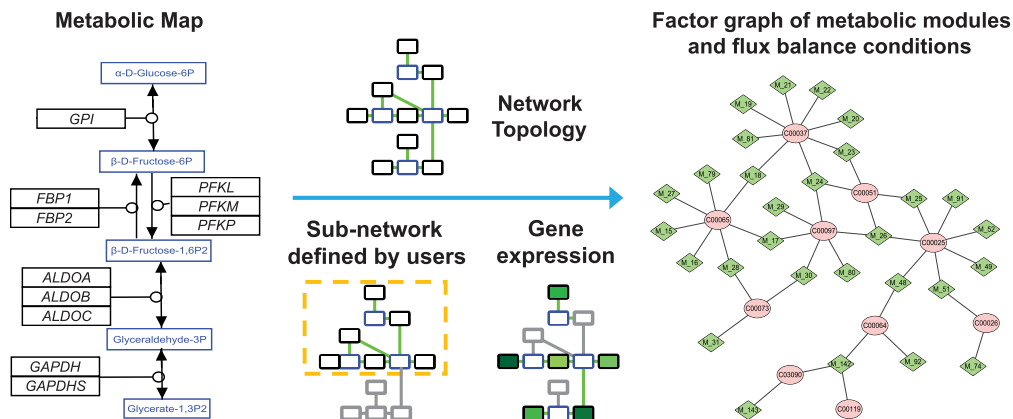 Metabolic Map
α-D-Glucose-6P
GPI
β-D-Fructose-6P
FBP1
FBP2
PFKL
PFKM
PFKP
β-D-Fructose-1,6P2
ALDOA
ALDOB
ALDOC
Glyceraldehyde-3P
GAPDH
GAPDHS
Glycerate-1,3P2
Network
Topology
Sub-network
defined by users
Gene
expression
Factor graph of metabolic modules
and flux balance conditions
M_21
M_22
M_19
M_20
C00037
M_81
M_23
M_79
M_18
M_24
C00051
M_27
M_25
M_91
M_29
C00065
M_15
C00097
M_26
M_52
M_17
C00025
M_16
M_28
M_30
M_80
M_49
M_48
M_51
C00073
C00064
C00026
M_31
M_142
M_92
M_74
C03090
M_143
C00119